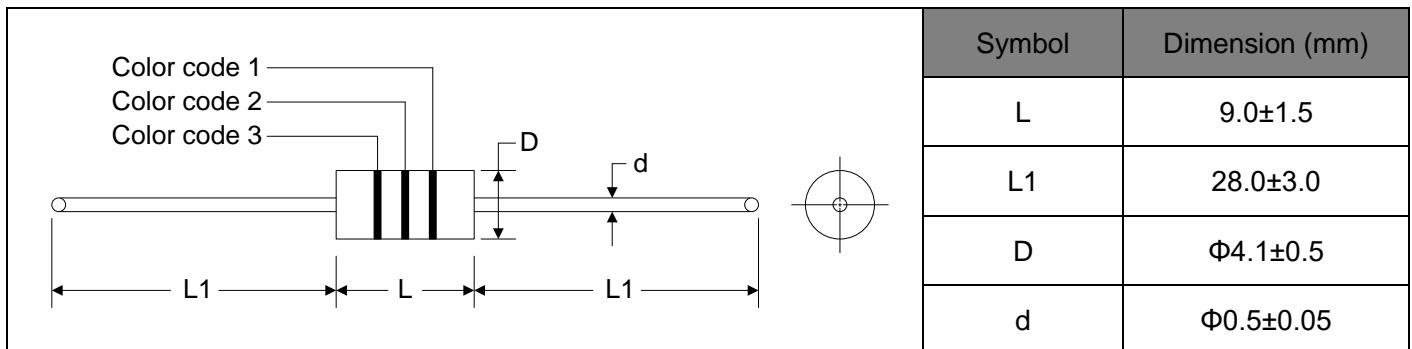 Color code 1
Color code 2
Color code 3
D
d
L1
L
L1
Symbol Dimension (mm)
L 9.0±1.5
L1 28.0±3.0
D Φ4.1±0.5
d Φ0.5±0.05